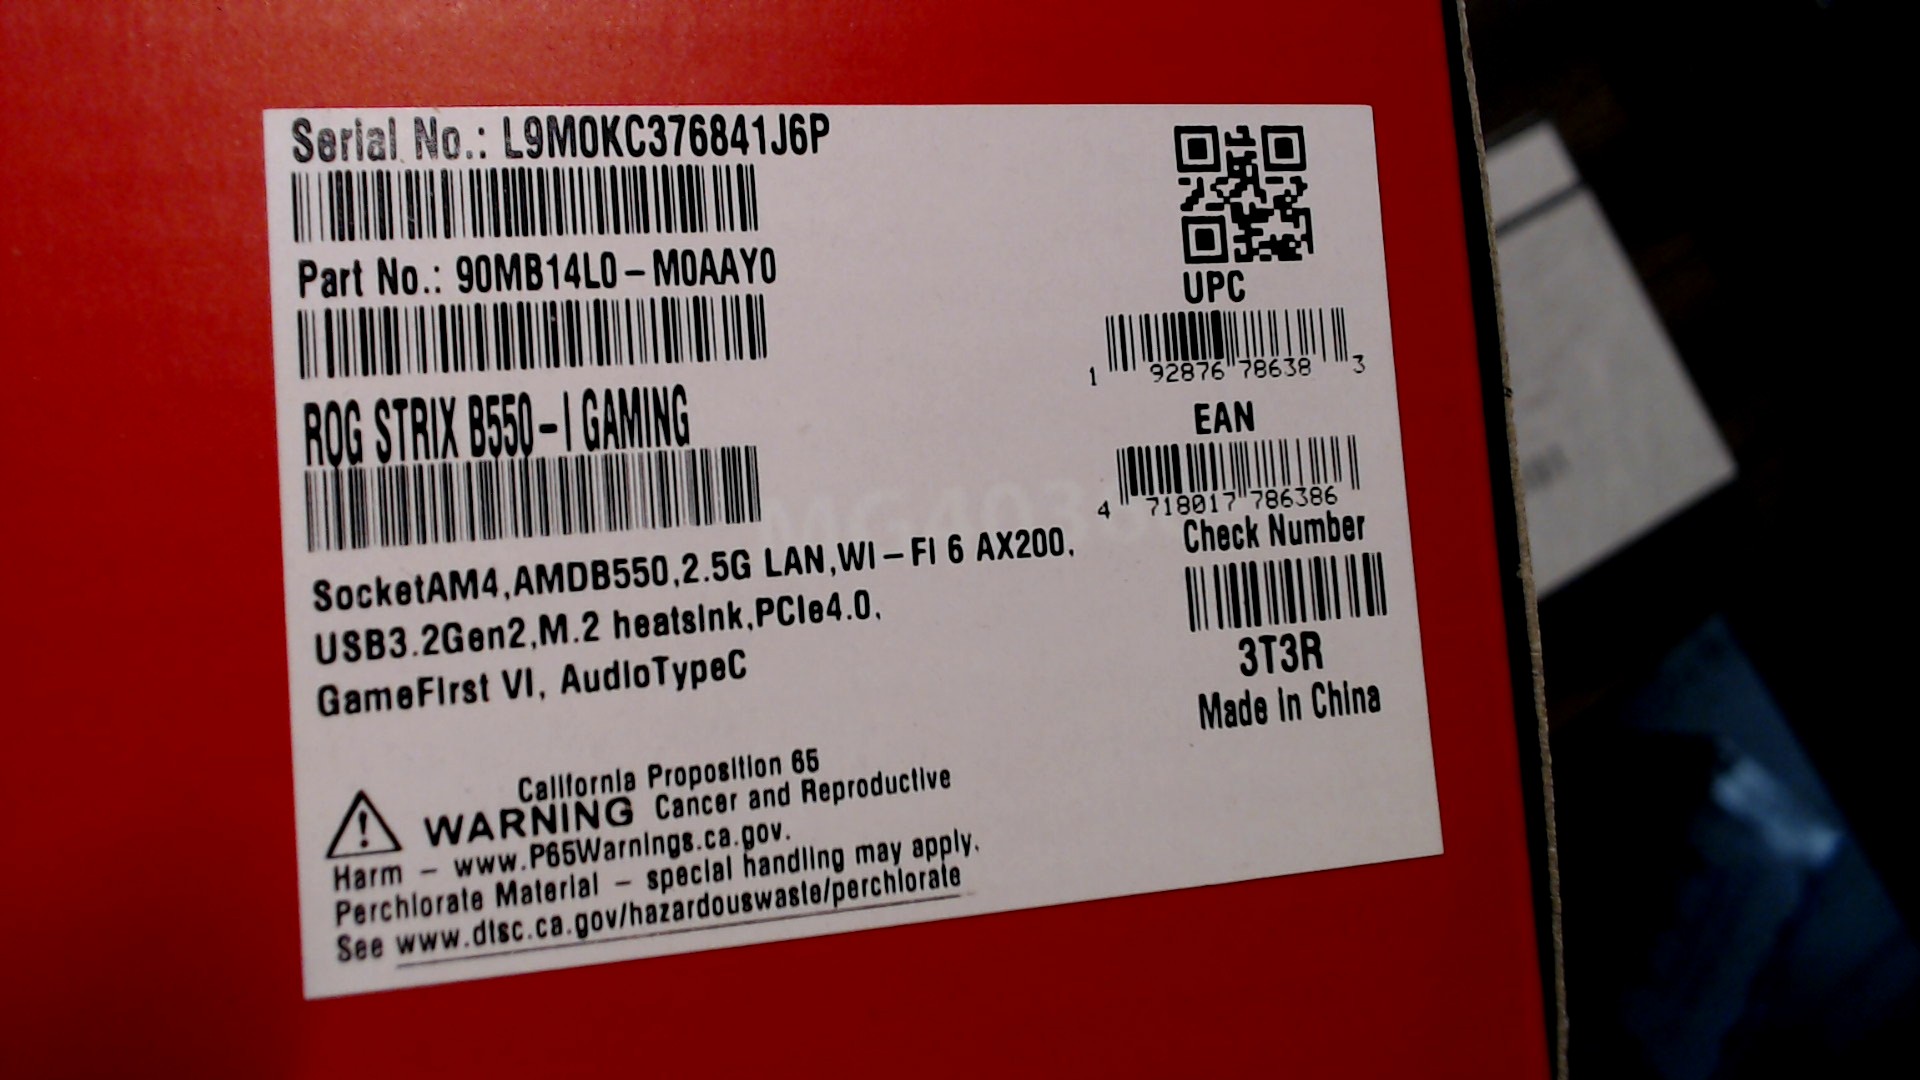 Serial No.: L9M0KC376841J6P
Part No.: 90MB14L0-M0AAY0
ROG STRIX B550-I GAMING
SocketAM4,AMDB550,2.5G LAN,WI-FI 6 AX200,
USB3.2Gen2,M.2 heatsink,PCIe4.0,
GameFirst VI, AudioTypeC
California Proposition 65
WARNING Cancer and Reproductive
Harm - www.P65Warnings.ca.gov.
Perchlorate Material - special handling may apply.
See www.dtsc.ca.gov/hazardouswaste/perchlorate
UPC
1 92876 78638 3
EAN
4 718017 786386
Check Number
3T3R
Made in China